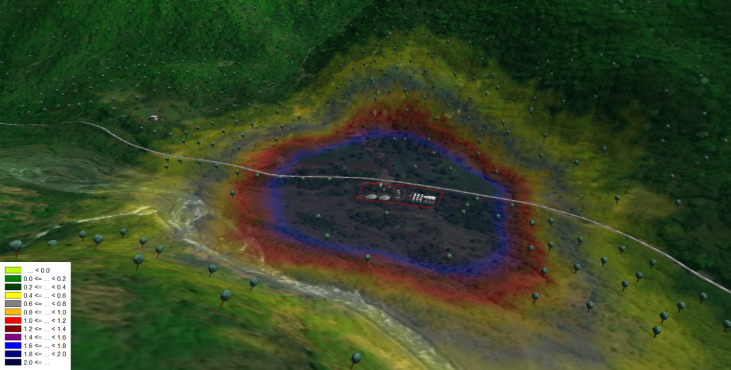 ... < 0.0
0.0 <= ... < 0.2
0.2 <= ... < 0.4
0.4 <= ... < 0.6
0.6 <= ... < 0.8
0.8 <= ... < 1.0
1.0 <= ... < 1.2
1.2 <= ... < 1.4
1.4 <= ... < 1.6
1.6 <= ... < 1.8
1.8 <= ... < 2.0
2.0 <= ...